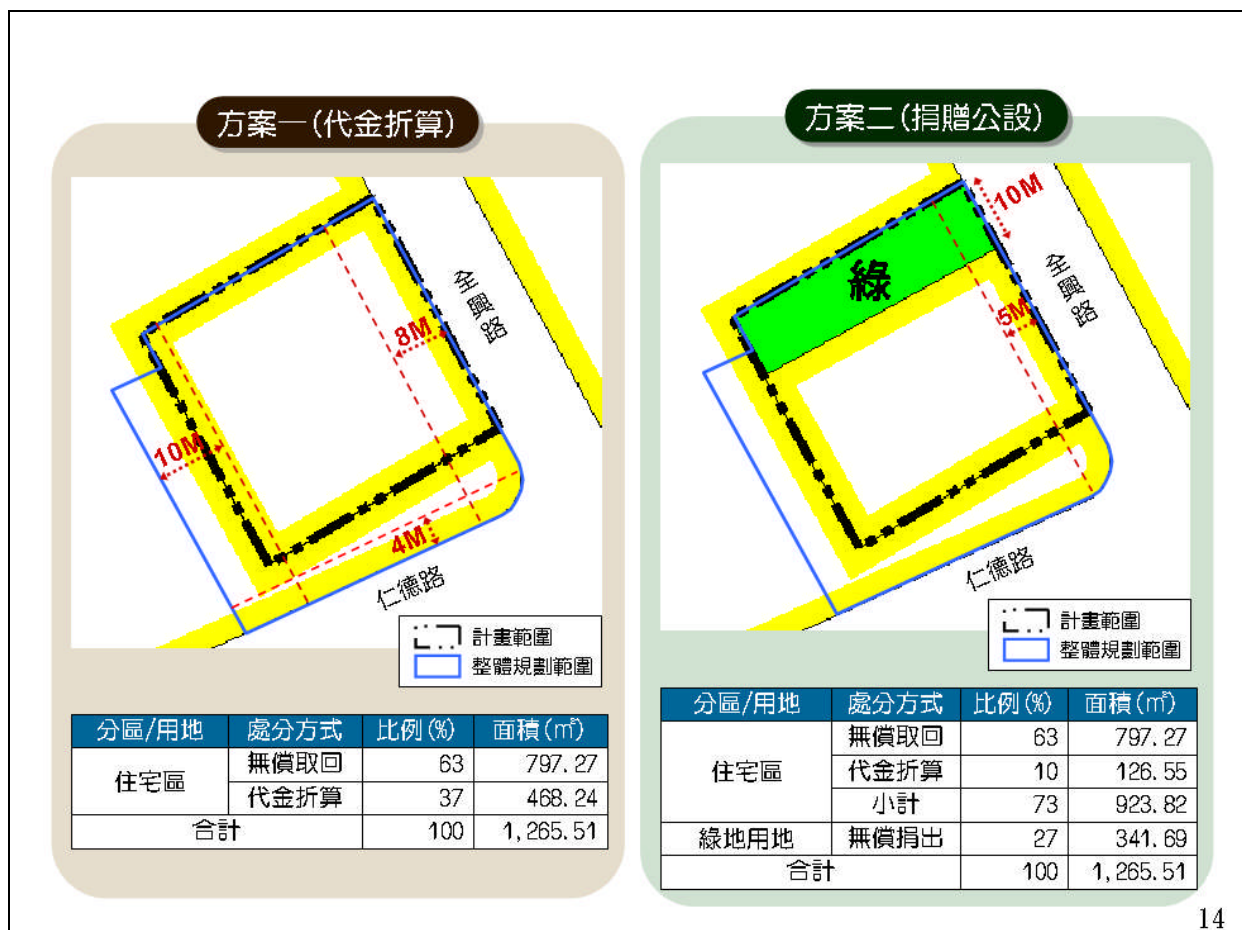 方案一(代金折算)
全興路
8M
10M
4M
仁德路
計畫範圍
整體規劃範圍
分區/用地 處分方式 比例(%) 面積(㎡)
住宅區 無償取回 63 797.27
代金折算 37 468.24
合計 100 1,265.51
方案二(捐贈公設)
10M
綠
全興路
5M
仁德路
計畫範圍
整體規劃範圍
分區/用地 處分方式 比例(%) 面積(㎡)
無償取回 63 797.27
住宅區 代金折算 10 126.55
小計 73 923.82
綠地用地 無償捐出 27 341.69
合計 100 1,265.51
14